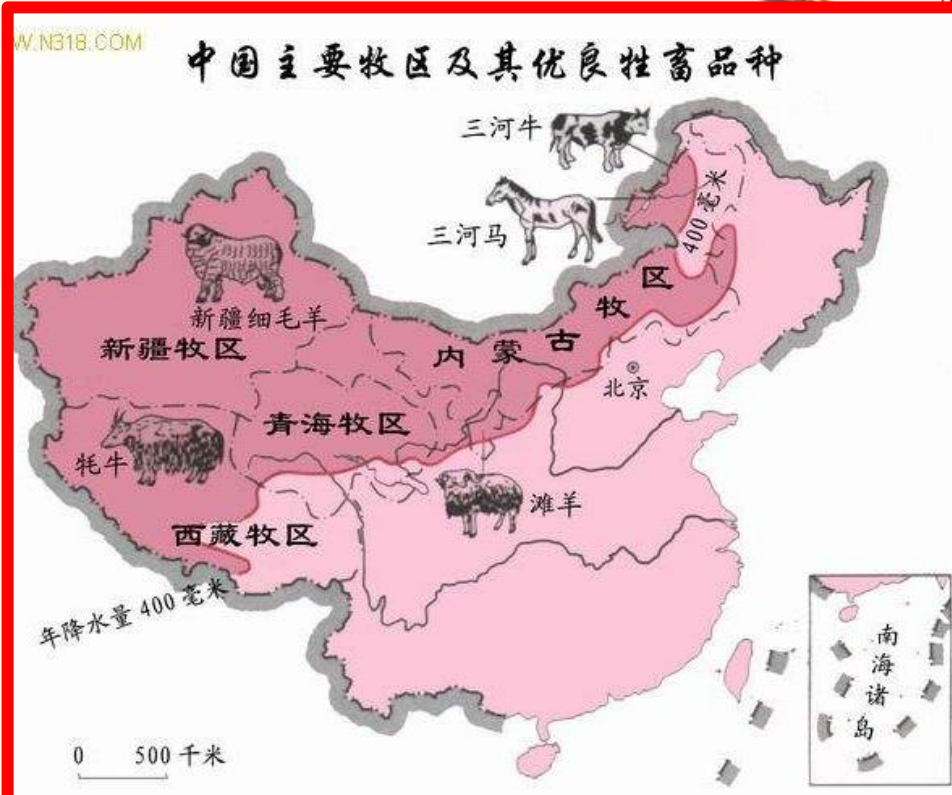 W.N318.COM
中国主要牧区及其优良牲畜品种
三河牛
三河马
400毫米
新疆细毛羊
新疆牧区
内蒙古牧区
北京
青海牧区
牦牛
滩羊
西藏牧区
年降水量400毫米
南海诸岛
0 500千米